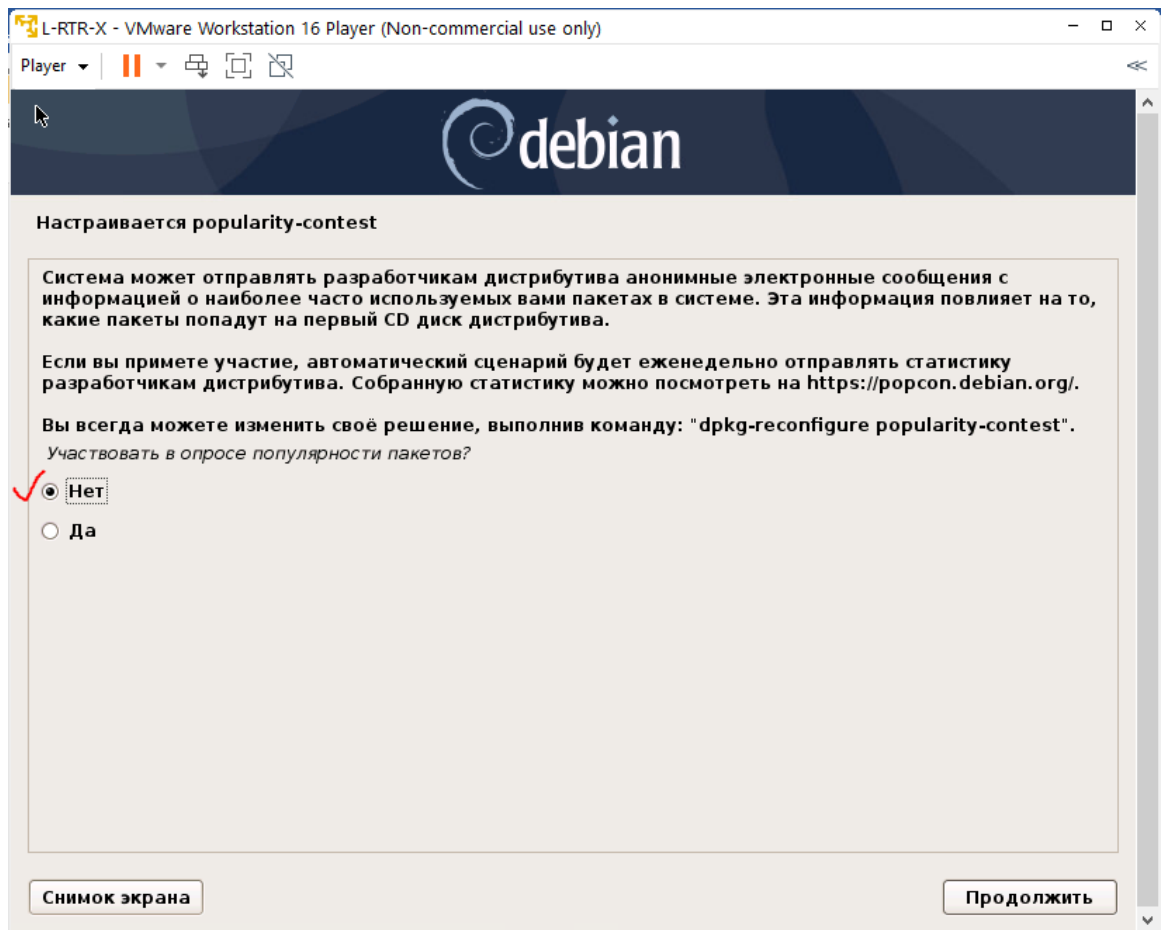 L-RTR-X - VMware Workstation 16 Player (Non-commercial use only)
Player
debian
Настраивается popularity-contest
Система может отправлять разработчикам дистрибутива анонимные электронные сообщения с
информацией о наиболее часто используемых вами пакетах в системе. Эта информация повлияет на то,
какие пакеты попадут на первый CD диск дистрибутива.
Если вы примете участие, автоматический сценарий будет еженедельно отправлять статистику
разработчикам дистрибутива. Собранную статистику можно посмотреть на https://popcon.debian.org/.
Вы всегда можете изменить своё решение, выполнив команду: "dpkg-reconfigure popularity-contest".
Участвовать в опросе популярности пакетов?
Нет
Да
Снимок экрана
Продолжить